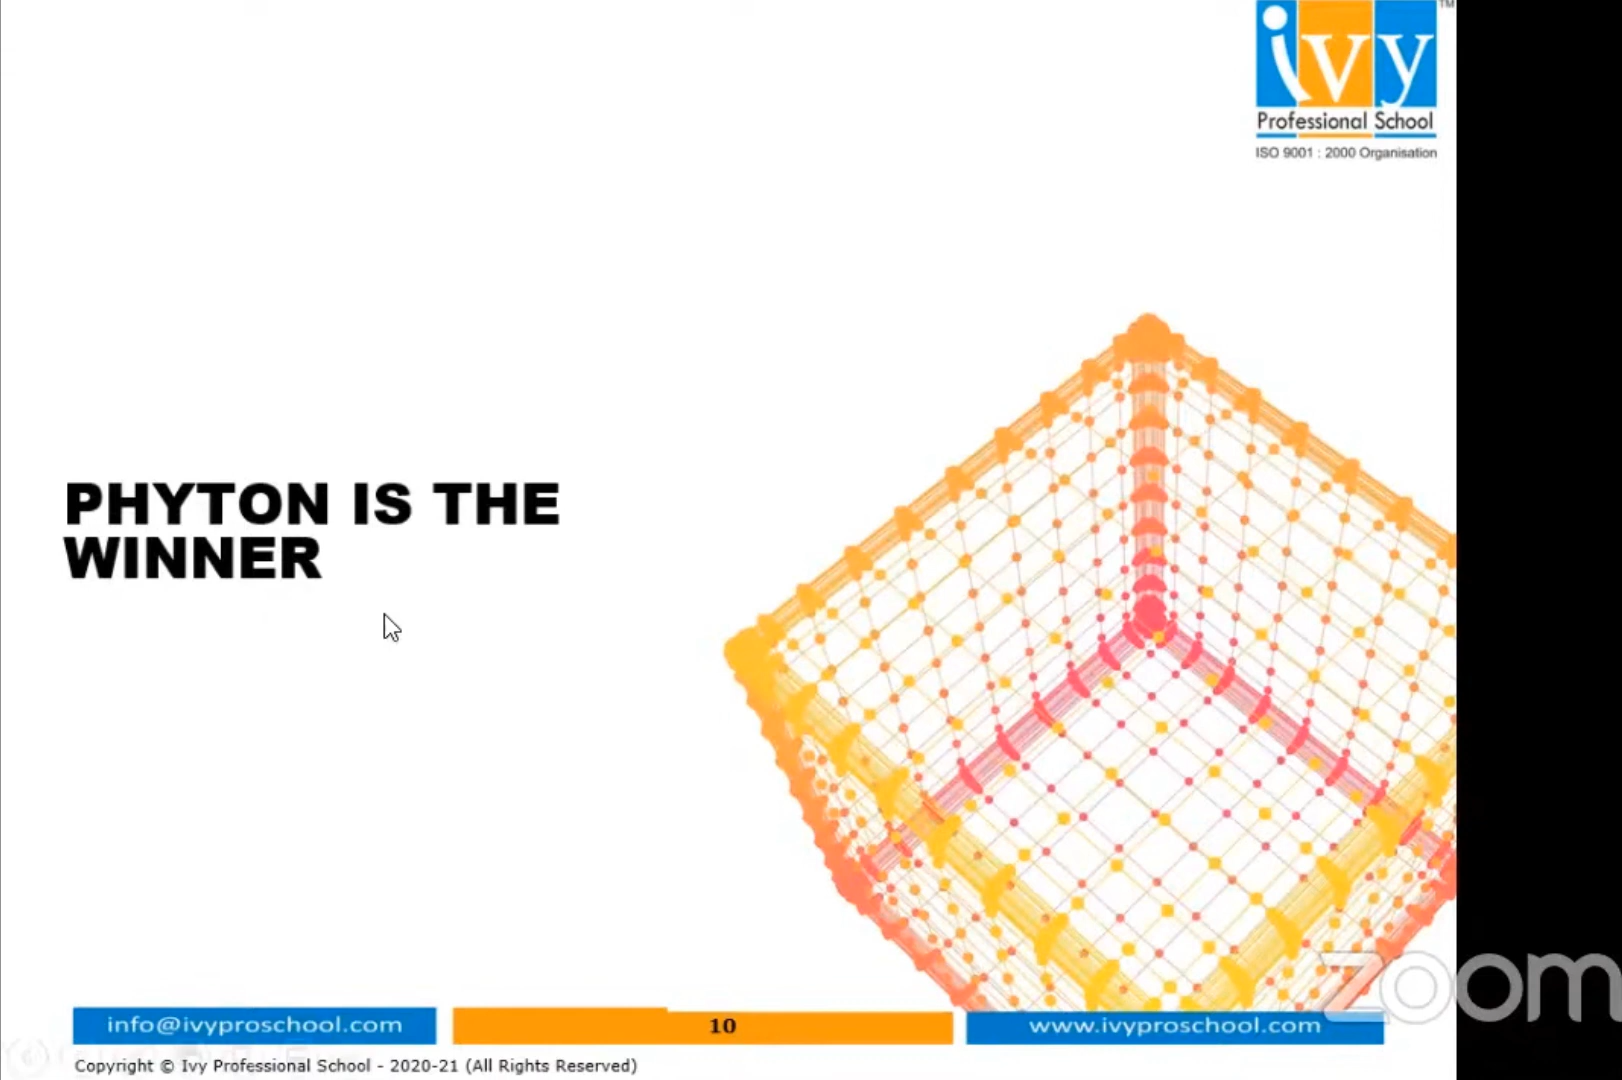 TM
ivy
Professional School
ISO 9001 : 2000 Organisation
PHYTON IS THE
WINNER
zoom
info@ivyproschool.com
10
www.ivyproschool.com
Copyright © Ivy Professional School - 2020-21 (All Rights Reserved)